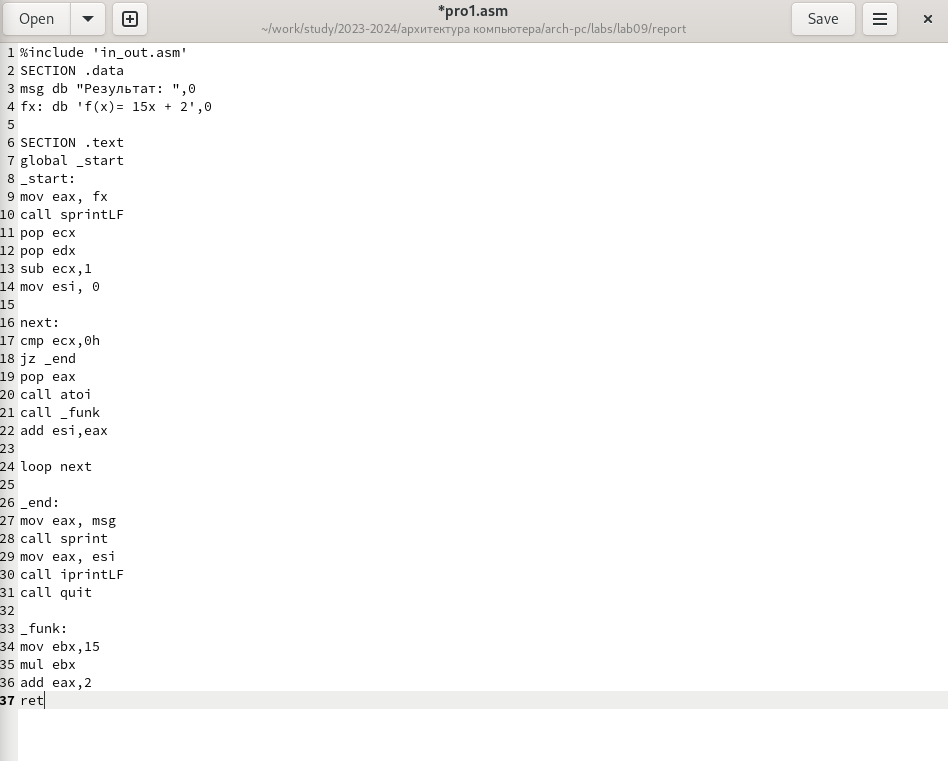 Open
*pro1.asm
~/work/study/2023-2024/архитектура компьютера/arch-pc/labs/lab09/report
Save
1 %include 'in_out.asm'
2 SECTION .data
3 msg db "Результат: ",0
4 fx: db 'f(x)= 15x + 2',0
5
6 SECTION .text
7 global _start
8 _start:
9 mov eax, fx
10 call sprintLF
11 pop ecx
12 pop edx
13 sub ecx,1
14 mov esi, 0
15
16 next:
17 cmp ecx,0h
18 jz _end
19 pop eax
20 call atoi
21 call _funk
22 add esi,eax
23
24 loop next
25
26 _end:
27 mov eax, msg
28 call sprint
29 mov eax, esi
30 call iprintLF
31 call quit
32
33 _funk:
34 mov ebx,15
35 mul ebx
36 add eax,2
37 ret